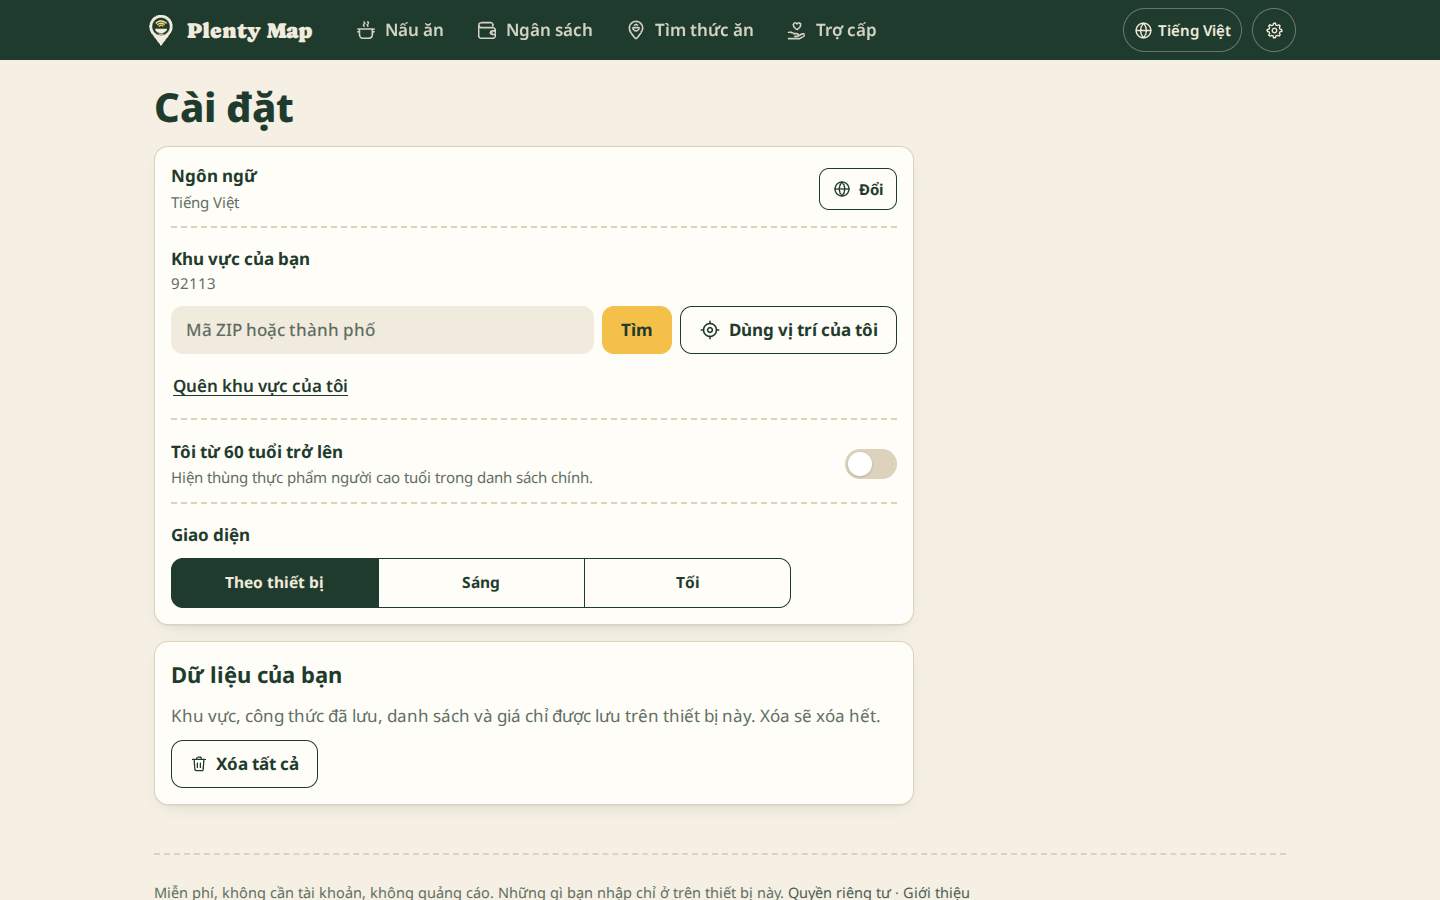 Plenty Map
Nấu ăn
Ngân sách
Tìm thức ăn
Trợ cấp
Tiếng Việt
Cài đặt
Ngôn ngữ
Tiếng Việt
Đổi
Khu vực của bạn
92113
Mã ZIP hoặc thành phố
Tìm
Dùng vị trí của tôi
Quên khu vực của tôi
Tôi từ 60 tuổi trở lên
Hiện thùng thực phẩm người cao tuổi trong danh sách chính.
Giao diện
Theo thiết bị
Sáng
Tối
Dữ liệu của bạn
Khu vực, công thức đã lưu, danh sách và giá chỉ được lưu trên thiết bị này. Xóa sẽ xóa hết.
Xóa tất cả
Miễn phí, không cần tài khoản, không quảng cáo. Những gì bạn nhập chỉ ở trên thiết bị này. Quyền riêng tư · Giới thiệu